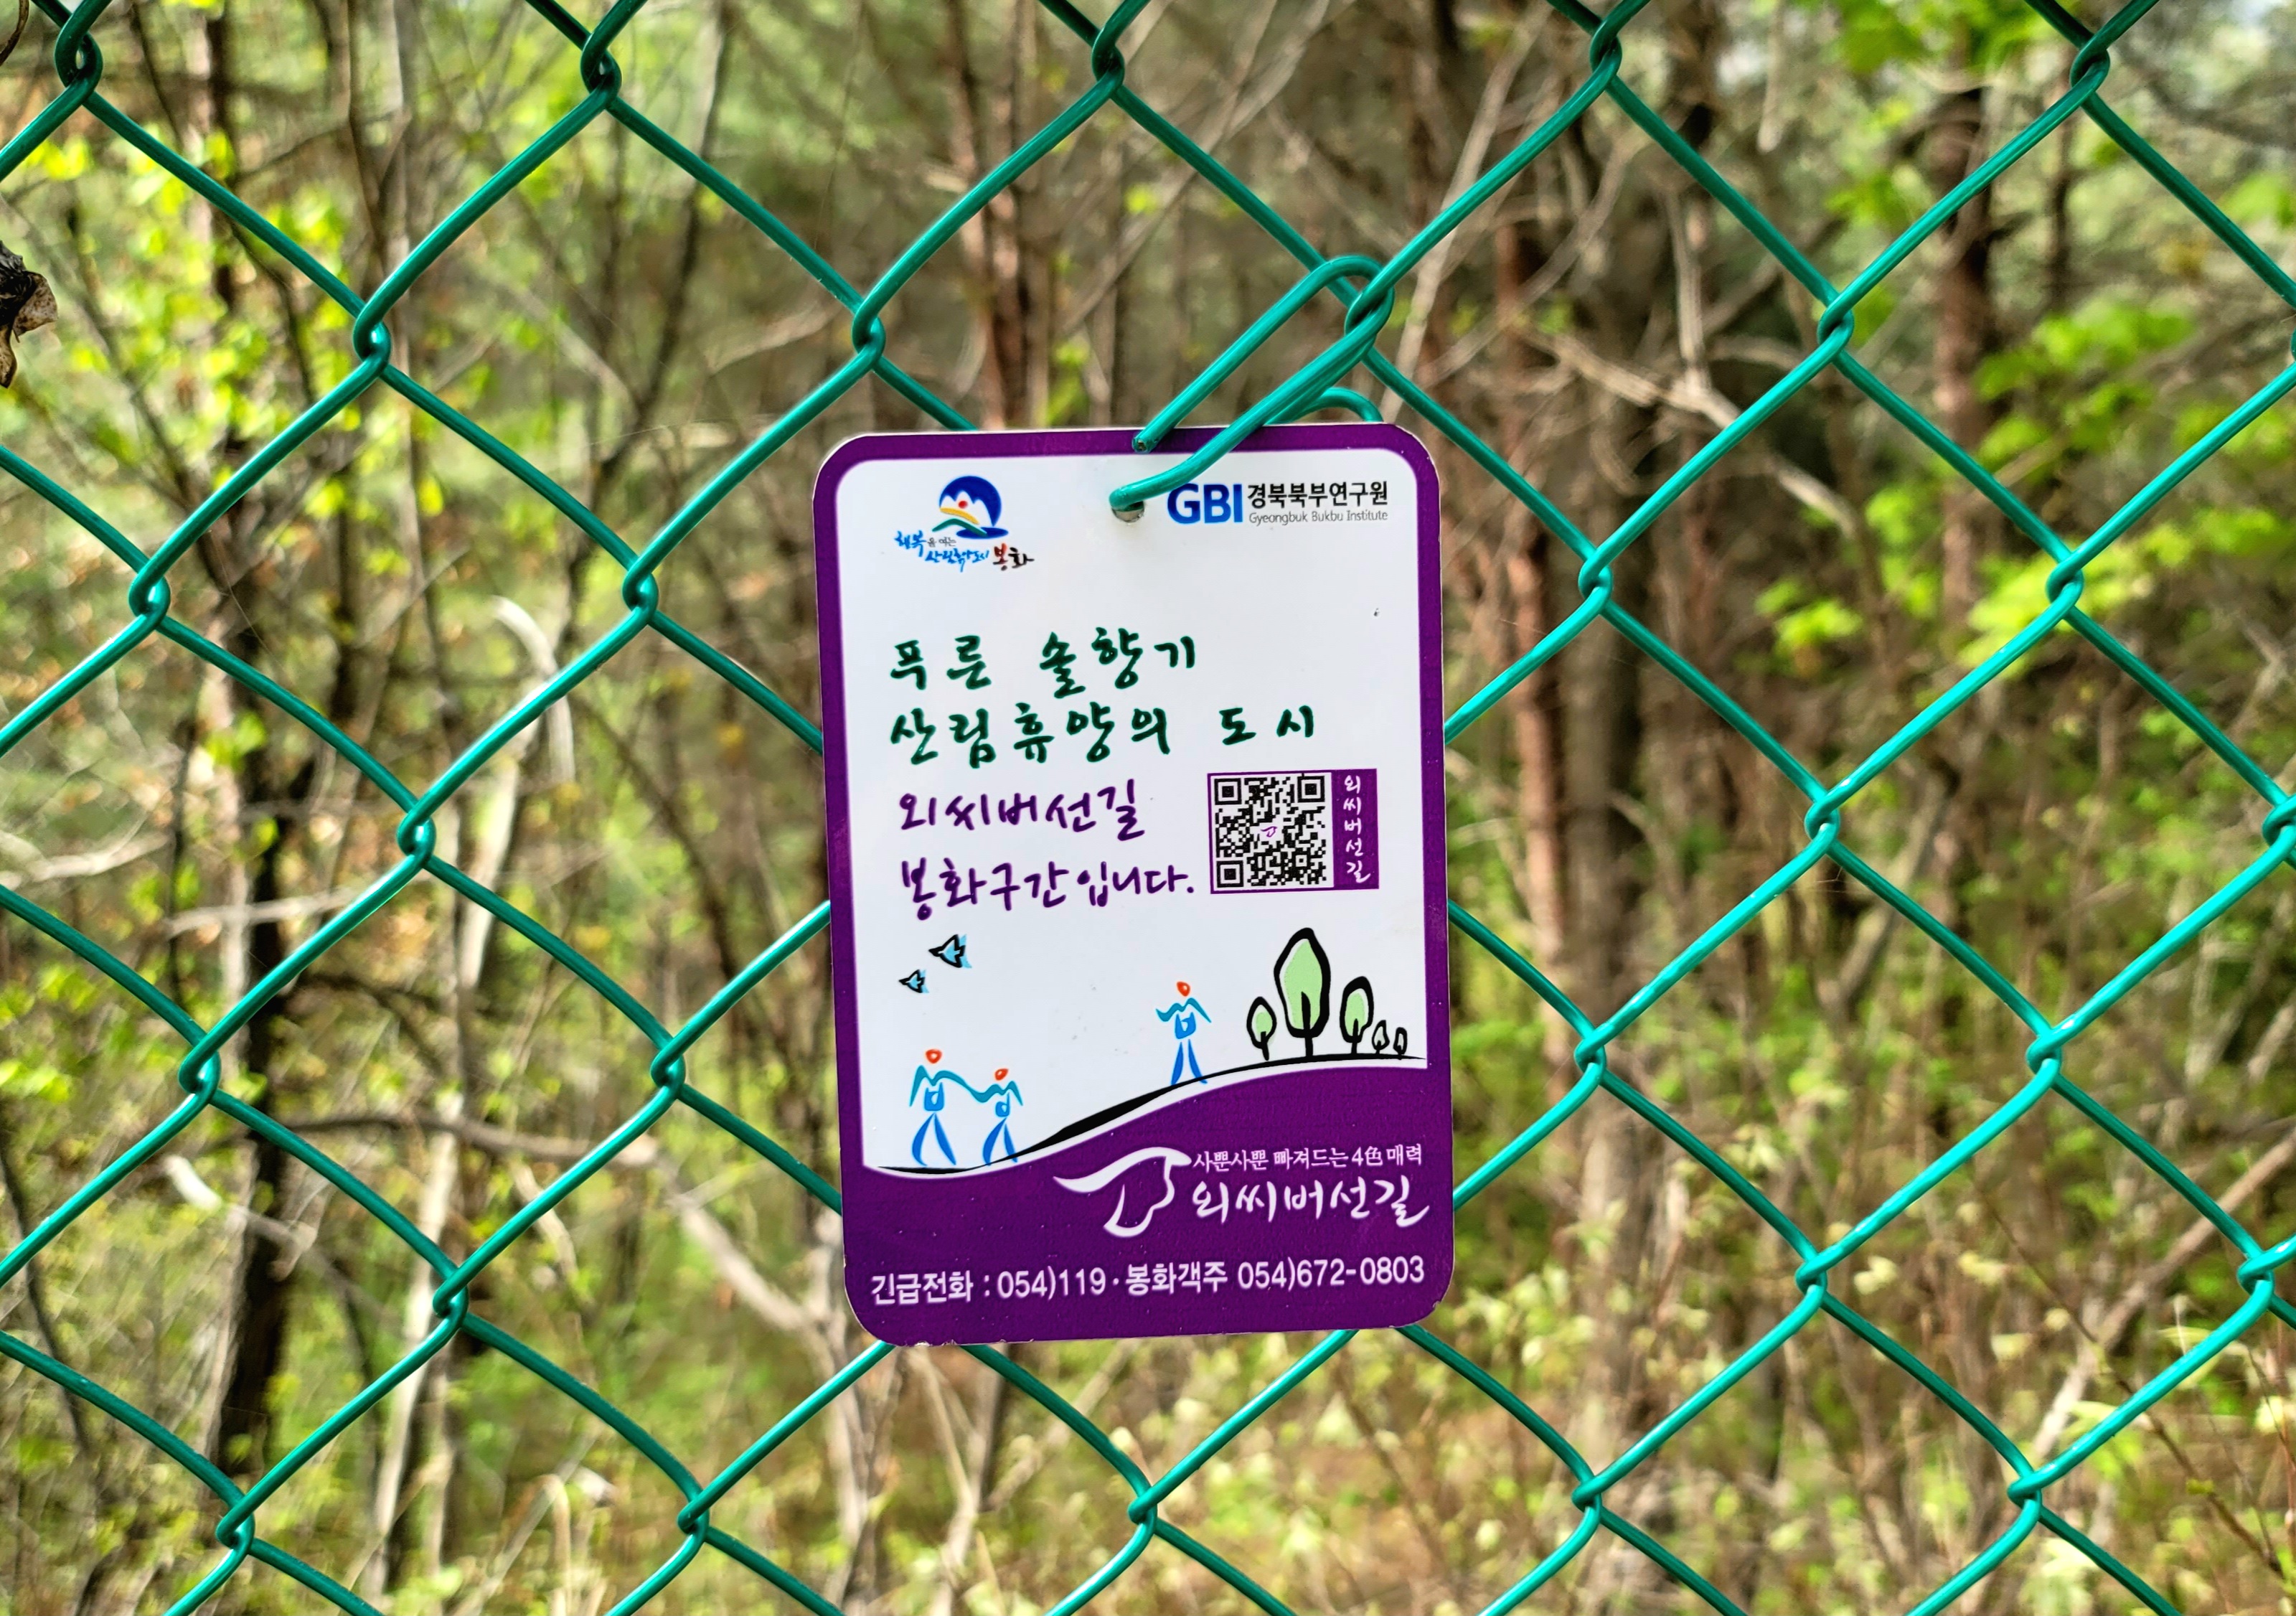 행복을 여는
산림휴양도시 봉화
GBI 경북북부연구원
Gyeongbuk Bukbu Institute
푸른 솔향기
산림휴양의 도시
외씨버선길
봉화구간입니다.
외씨버선길
사뿐사뿐 빠져드는 4色 매력
외씨버선길
긴급전화 : 054)119 · 봉화객주 054)672-0803